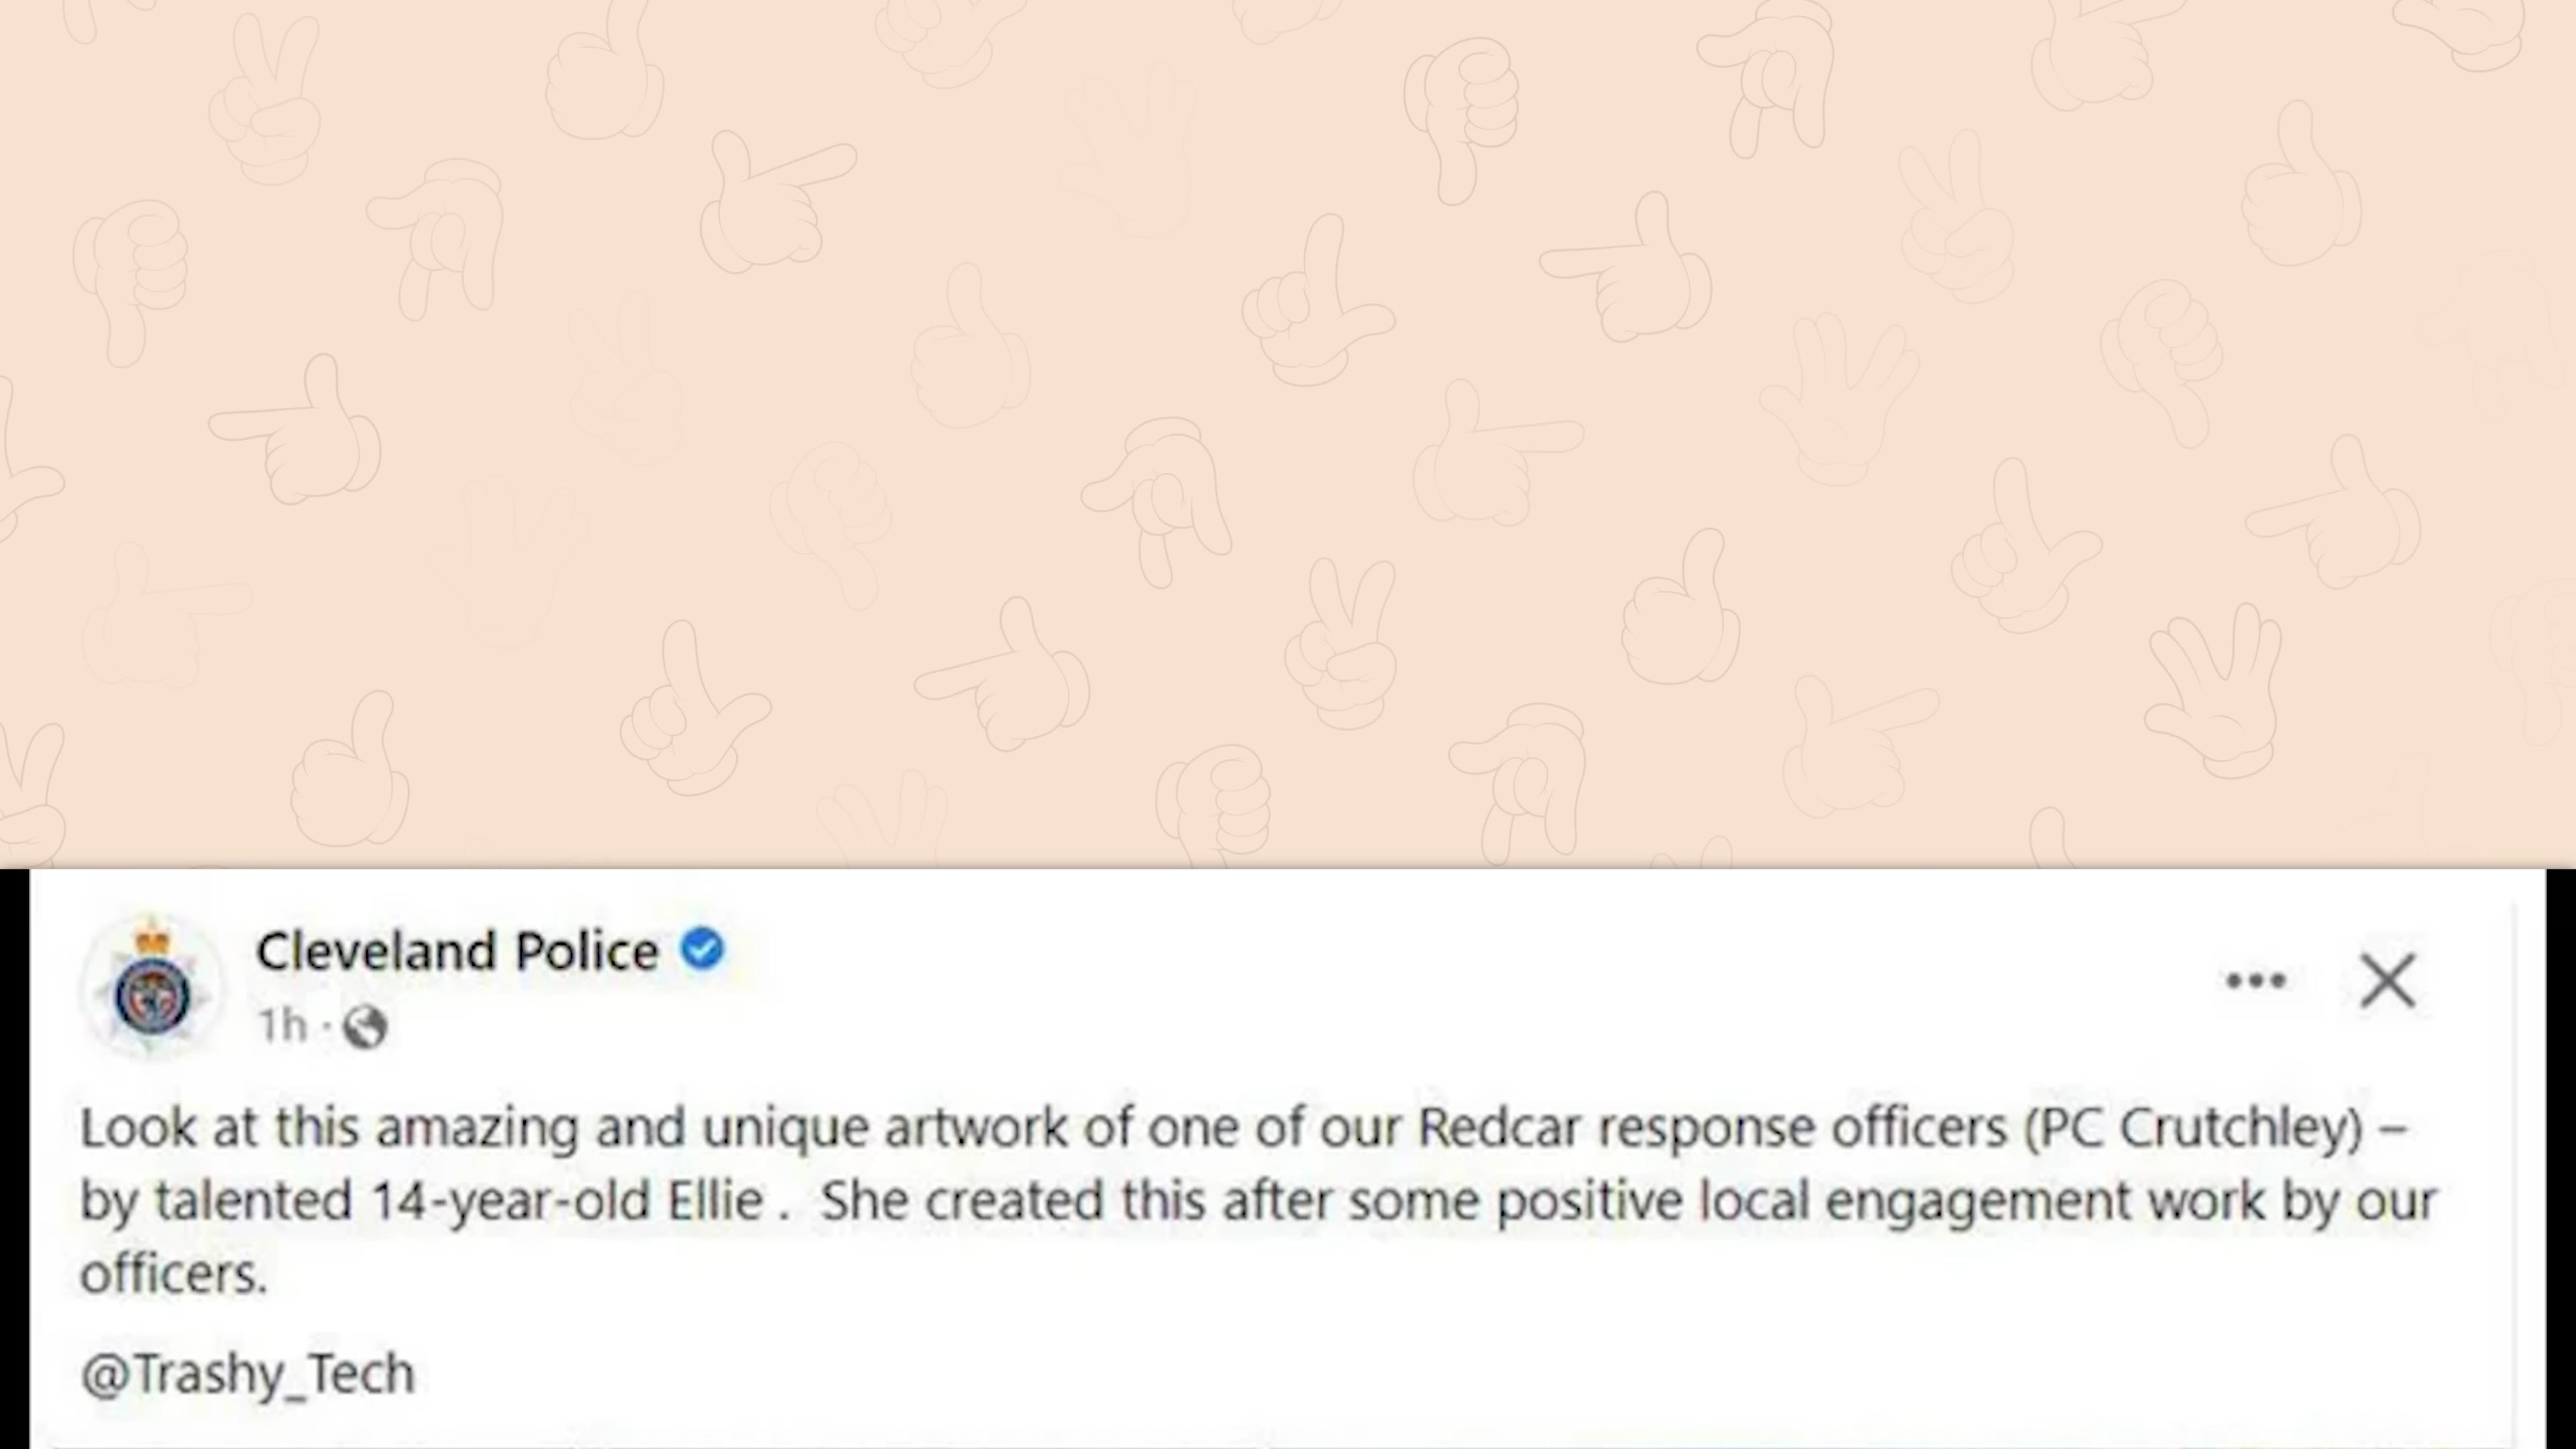 Cleveland Police
1h ·
Look at this amazing and unique artwork of one of our Redcar response officers (PC Crutchley) –
by talented 14-year-old Ellie .  She created this after some positive local engagement work by our
officers.
@Trashy_Tech